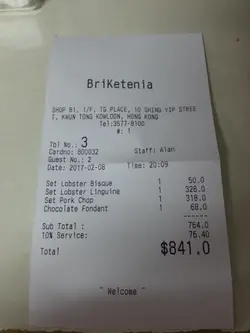 BriKetenia
SHOP B1, 1/F, TG PLACE, 10 SHING YIP STREE
T, KWUN TONG KOWLOON, HONG KONG
Tel:3577-8100
#: 1
Tbl No.: 3
Cardno: 800032 Staff: Alan
Guest No.: 2
Date: 2017-02-08 Time: 20:09
Set Lobster Bisque 1 50.0
Set Lobster Linguine 1 328.0
Set Pork Chop 1 318.0
Chocolate Fondant 1 68.0
Sub Total : 764.0
10% Service: 76.40
Total $841.0
~ Welcome ~